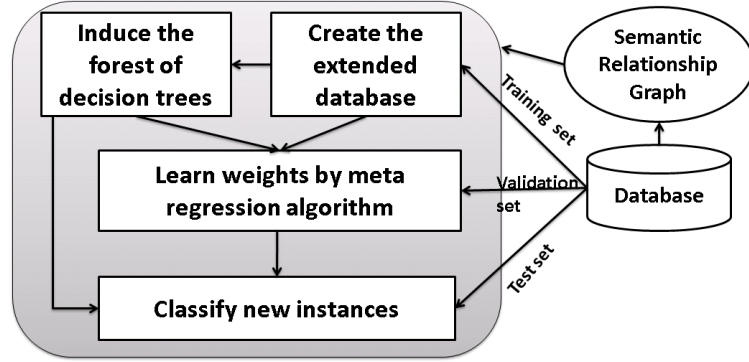 Induce the
forest of
decision trees
Create the
extended
database
Semantic
Relationship
Graph
Training set
Learn weights by meta
regression algorithm
Validation
set
Database
Test set
Classify new instances